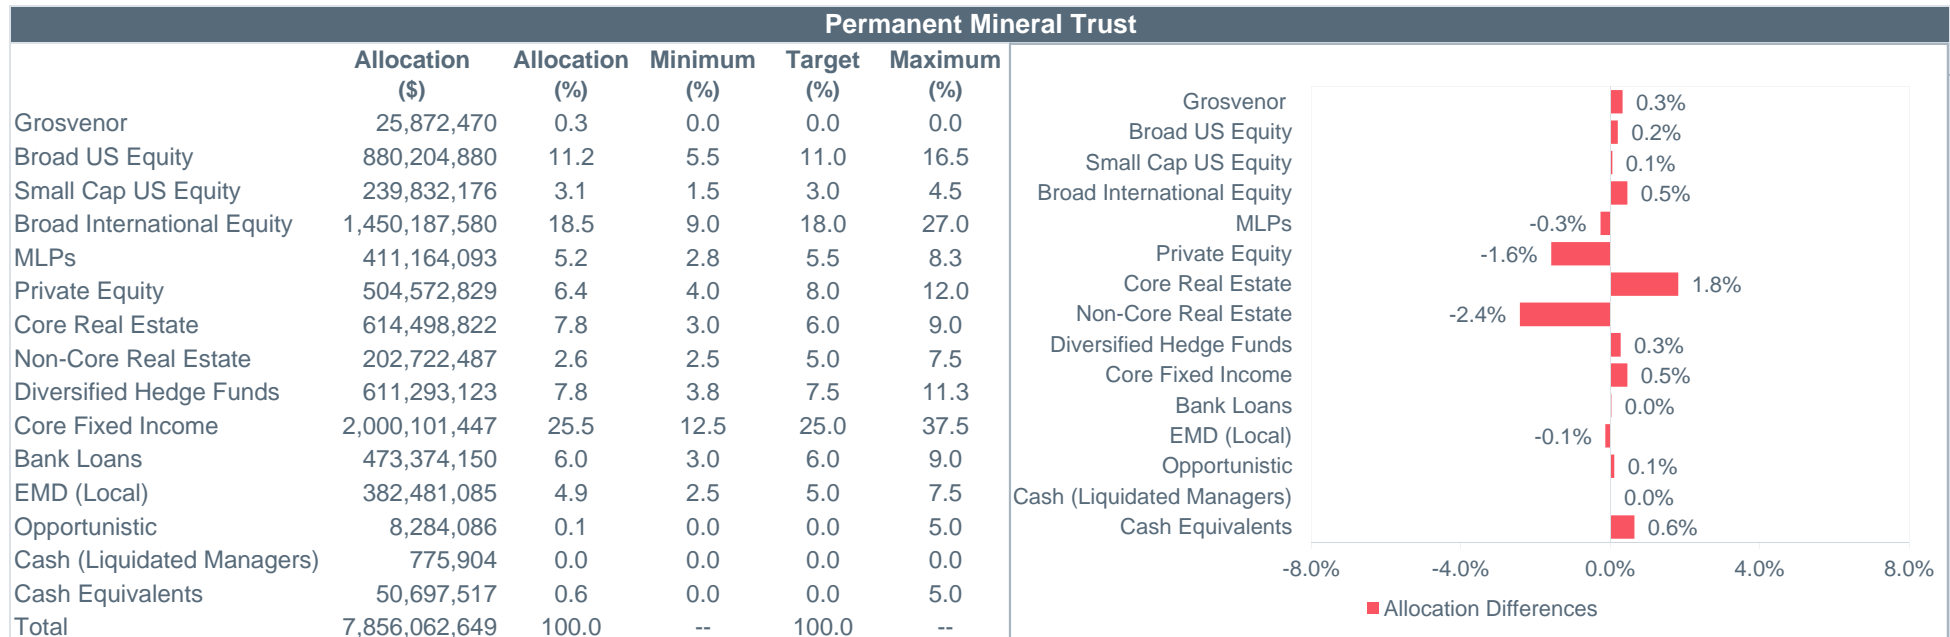 Permanent Mineral Trust
Allocation Allocation Minimum Target Maximum
($) (%) (%) (%) (%)
Grosvenor 25,872,470 0.3 0.0 0.0 0.0
Broad US Equity 880,204,880 11.2 5.5 11.0 16.5
Small Cap US Equity 239,832,176 3.1 1.5 3.0 4.5
Broad International Equity 1,450,187,580 18.5 9.0 18.0 27.0
MLPs 411,164,093 5.2 2.8 5.5 8.3
Private Equity 504,572,829 6.4 4.0 8.0 12.0
Core Real Estate 614,498,822 7.8 3.0 6.0 9.0
Non-Core Real Estate 202,722,487 2.6 2.5 5.0 7.5
Diversified Hedge Funds 611,293,123 7.8 3.8 7.5 11.3
Core Fixed Income 2,000,101,447 25.5 12.5 25.0 37.5
Bank Loans 473,374,150 6.0 3.0 6.0 9.0
EMD (Local) 382,481,085 4.9 2.5 5.0 7.5
Opportunistic 8,284,086 0.1 0.0 0.0 5.0
Cash (Liquidated Managers) 775,904 0.0 0.0 0.0 0.0
Cash Equivalents 50,697,517 0.6 0.0 0.0 5.0
Total 7,856,062,649 100.0 -- 100.0 --
Grosvenor 0.3%
Broad US Equity 0.2%
Small Cap US Equity 0.1%
Broad International Equity 0.5%
MLPs -0.3%
Private Equity -1.6%
Core Real Estate 1.8%
Non-Core Real Estate -2.4%
Diversified Hedge Funds 0.3%
Core Fixed Income 0.5%
Bank Loans 0.0%
EMD (Local) -0.1%
Opportunistic 0.1%
Cash (Liquidated Managers) 0.0%
Cash Equivalents 0.6%
-8.0% -4.0% 0.0% 4.0% 8.0%
Allocation Differences